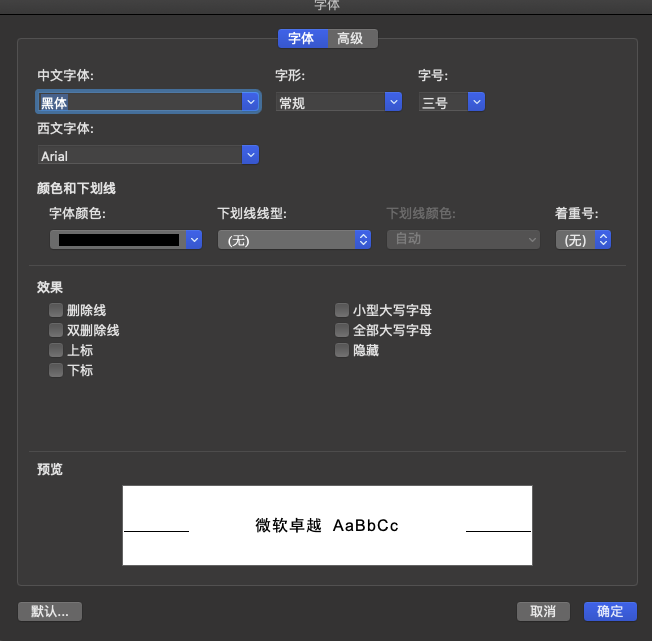 字体
字体 高级
中文字体: 字形: 字号:
黑体 常规 三号
西文字体:
Arial
颜色和下划线
字体颜色: 下划线线型: 下划线颜色: 着重号:
(无) 自动 (无)
效果
删除线 小型大写字母
双删除线 全部大写字母
上标 隐藏
下标
预览
微软卓越 AaBbCc
默认... 取消 确定